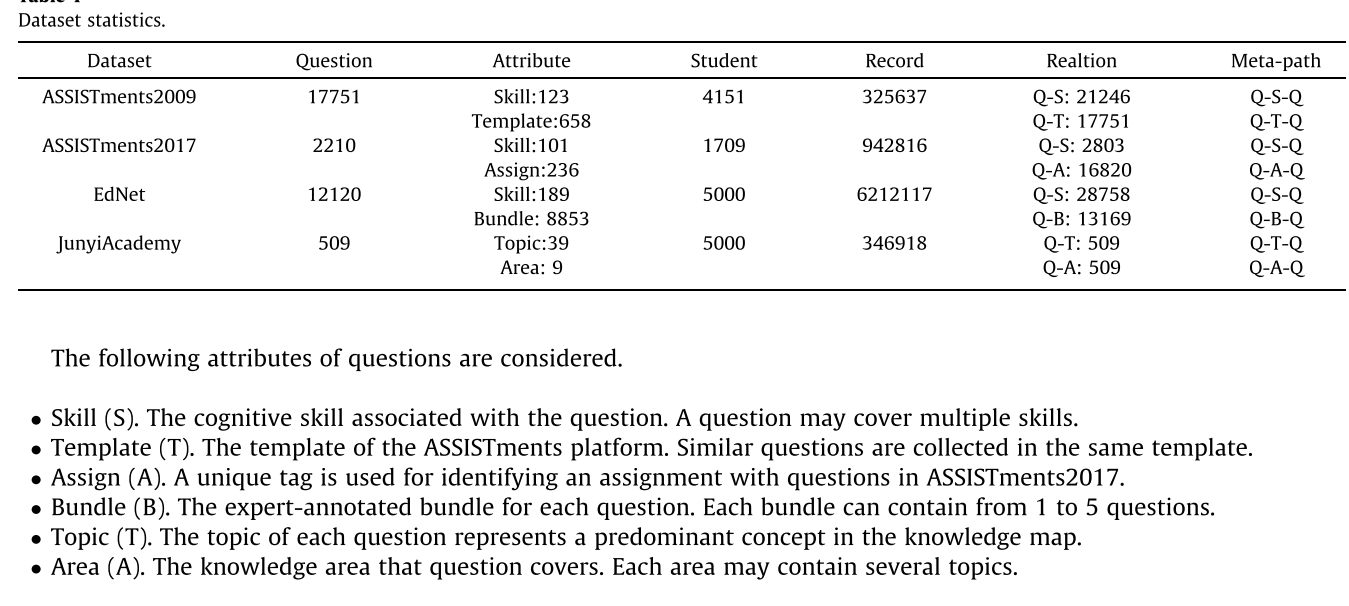 Dataset statistics.
Dataset Question Attribute Student Record Realtion Meta-path
ASSISTments2009 17751 Skill:123 4151 325637 Q-S: 21246 Q-S-Q
Template:658 Q-T: 17751 Q-T-Q
ASSISTments2017 2210 Skill:101 1709 942816 Q-S: 2803 Q-S-Q
Assign:236 Q-A: 16820 Q-A-Q
EdNet 12120 Skill:189 5000 6212117 Q-S: 28758 Q-S-Q
Bundle: 8853 Q-B: 13169 Q-B-Q
JunyiAcademy 509 Topic:39 5000 346918 Q-T: 509 Q-T-Q
Area: 9 Q-A: 509 Q-A-Q
The following attributes of questions are considered.
• Skill (S). The cognitive skill associated with the question. A question may cover multiple skills.
• Template (T). The template of the ASSISTments platform. Similar questions are collected in the same template.
• Assign (A). A unique tag is used for identifying an assignment with questions in ASSISTments2017.
• Bundle (B). The expert-annotated bundle for each question. Each bundle can contain from 1 to 5 questions.
• Topic (T). The topic of each question represents a predominant concept in the knowledge map.
• Area (A). The knowledge area that question covers. Each area may contain several topics.